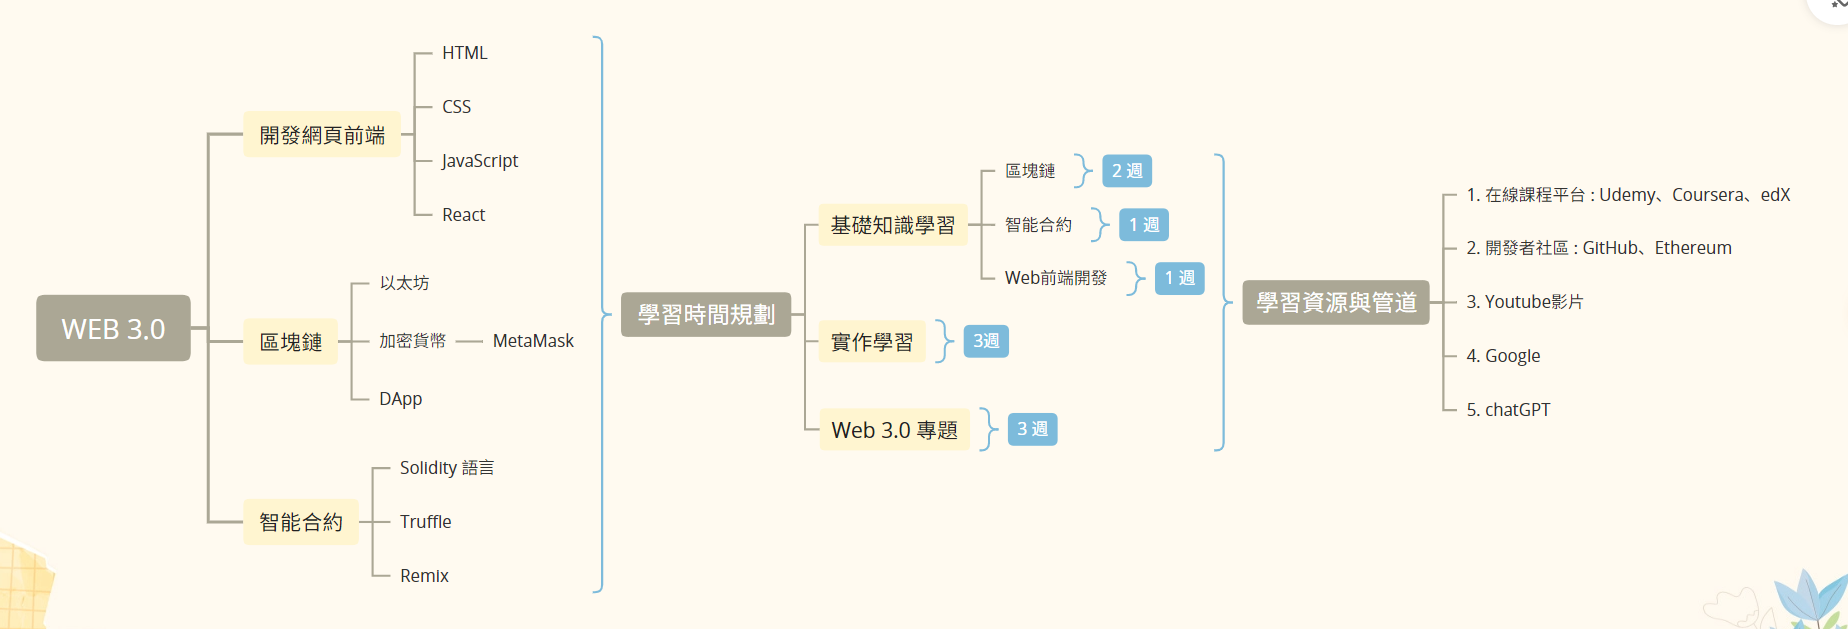 WEB 3.0
開發網頁前端
HTML
CSS
JavaScript
React
區塊鏈
以太坊
加密貨幣
MetaMask
DApp
智能合約
Solidity 語言
Truffle
Remix
學習時間規劃
基礎知識學習
區塊鏈
2 週
智能合約
1 週
Web前端開發
1 週
實作學習
3週
Web 3.0 專題
3 週
學習資源與管道
1. 在線課程平台 : Udemy、Coursera、edX
2. 開發者社區 : GitHub、Ethereum
3. Youtube影片
4. Google
5. chatGPT